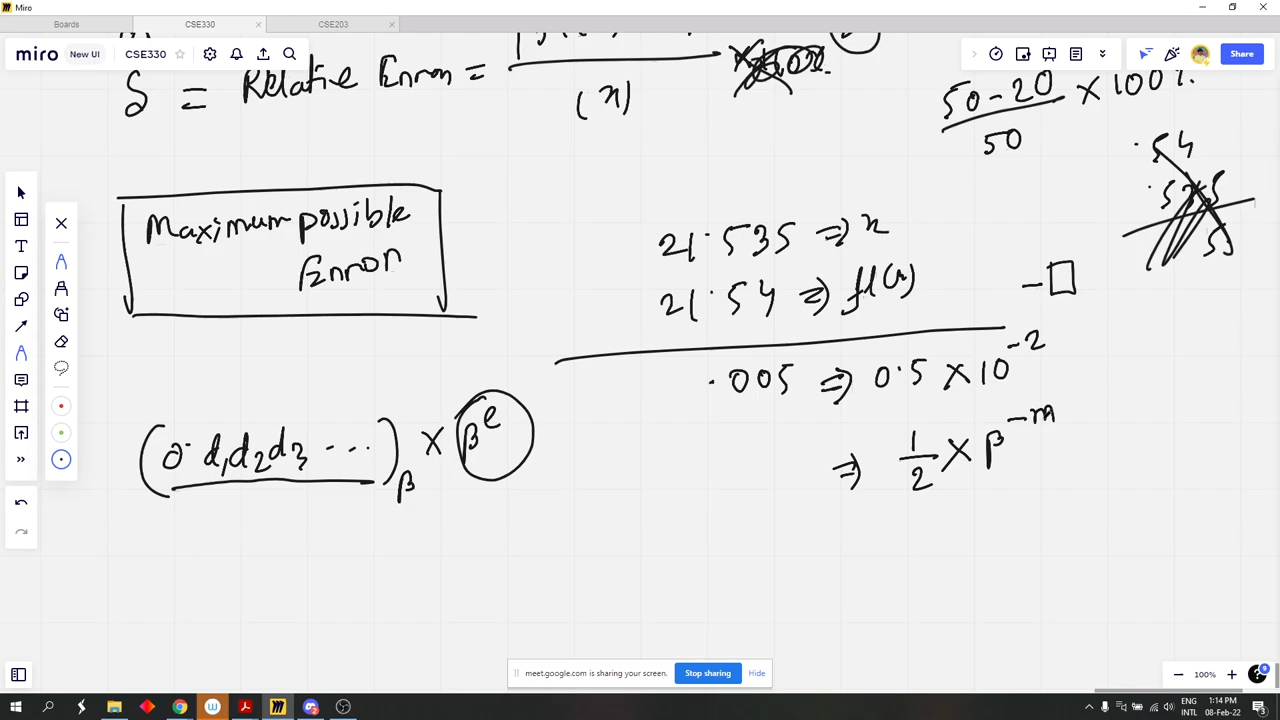 Miro
Boards
CSE330
CSE203
miro
New UI
CSE330
Share
δ = Relative Error =
(x)
50-20
50
× 100%
.54
.535
53
Maximum possible
Error
21.535 ⇒ x
21.54 ⇒ fl(x)
-□
.005 ⇒ 0.5 × 10^-2
⇒ 1/2 × β^-m
(0.d1d2d3...)β × β^e
meet.google.com is sharing your screen.
Stop sharing
Hide
100%
1:14 PM
INTL
08-Feb-22